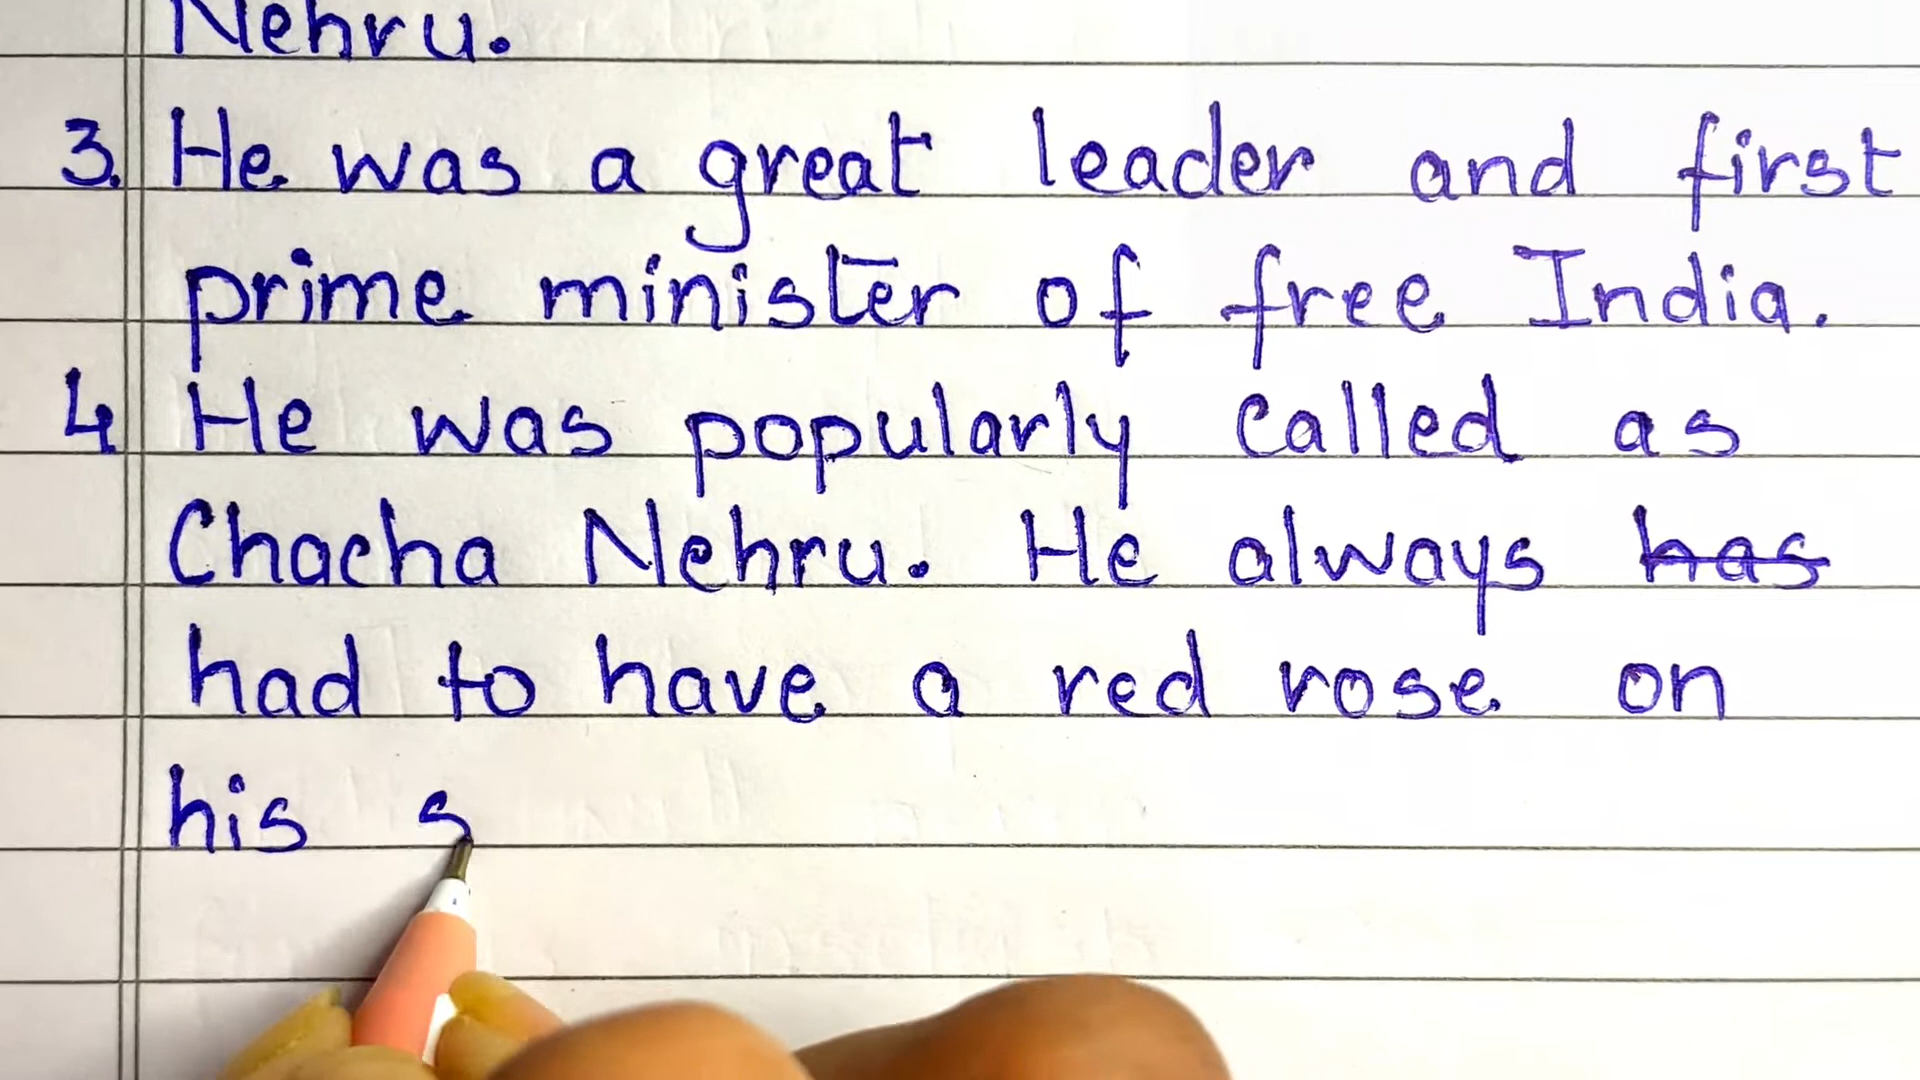 Nehru.
3. He was a great leader and first
prime minister of free India.
4. He was popularly called as
Chacha Nehru. He always has
had to have a red rose on
his s